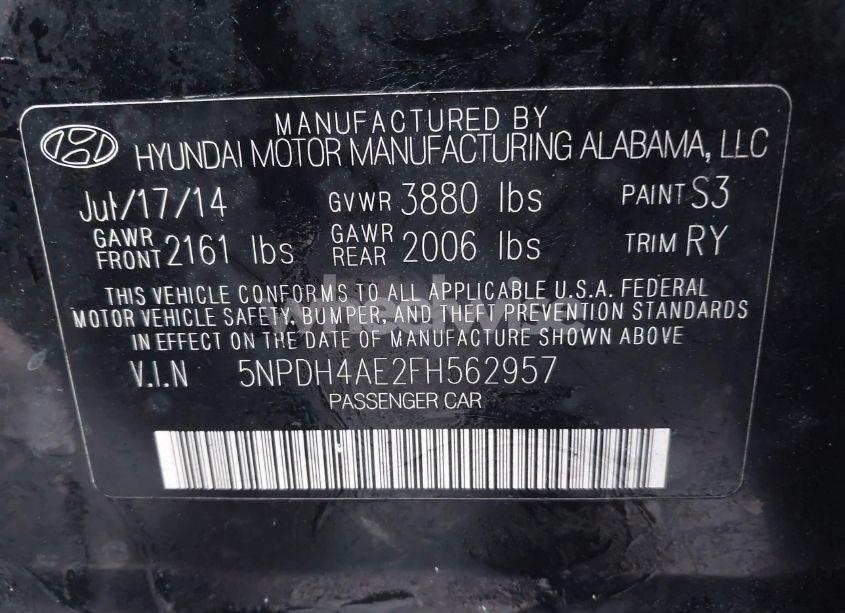 MANUFACTURED BY
HYUNDAI MOTOR MANUFACTURING ALABAMA, LLC
Jul/17/14 GVWR 3880 lbs PAINT S3
GAWR FRONT 2161 lbs GAWR REAR 2006 lbs TRIM RY
THIS VEHICLE CONFORMS TO ALL APPLICABLE U.S.A. FEDERAL
MOTOR VEHICLE SAFETY, BUMPER, AND THEFT PREVENTION STANDARDS
IN EFFECT ON THE DATE OF MANUFACTURE SHOWN ABOVE
V.I.N 5NPDH4AE2FH562957
PASSENGER CAR